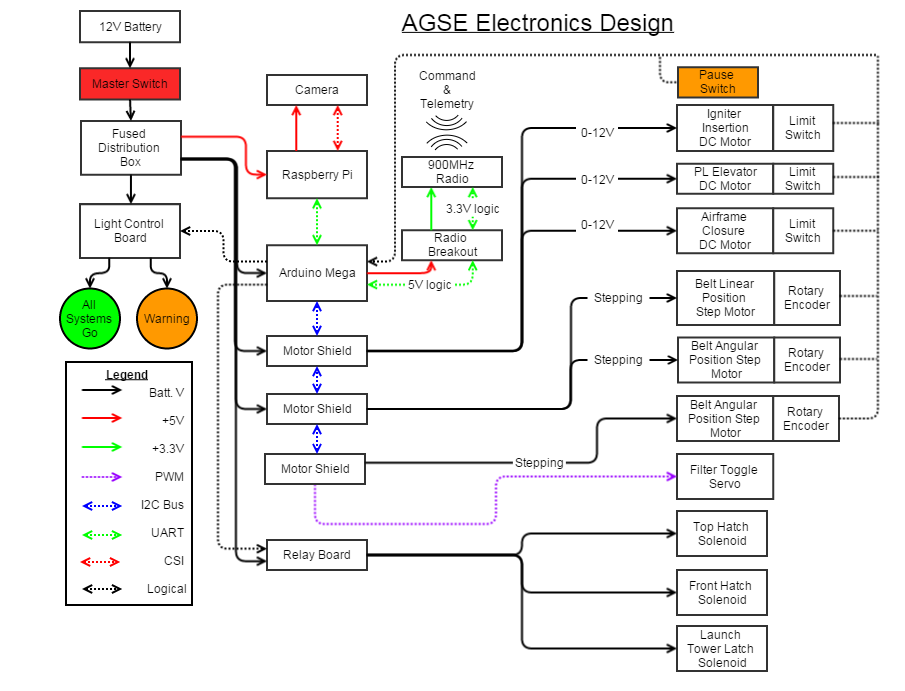 AGSE Electronics Design
12V Battery
Master Switch
Fused
Distribution
Box
Light Control
Board
All
Systems
Go
Warning
Legend
Batt. V
+5V
+3.3V
PWM
I2C Bus
UART
CSI
Logical
Camera
Raspberry Pi
Arduino Mega
Motor Shield
Motor Shield
Motor Shield
Relay Board
Command
&
Telemetry
900MHz
Radio
3.3V logic
Radio
Breakout
5V logic
0-12V
0-12V
0-12V
Stepping
Stepping
Stepping
Pause
Switch
Igniter
Insertion
DC Motor
Limit
Switch
PL Elevator
DC Motor
Limit
Switch
Airframe
Closure
DC Motor
Limit
Switch
Belt Linear
Position
Step Motor
Rotary
Encoder
Belt Angular
Position Step
Motor
Rotary
Encoder
Belt Angular
Position Step
Motor
Rotary
Encoder
Filter Toggle
Servo
Top Hatch
Solenoid
Front Hatch
Solenoid
Launch
Tower Latch
Solenoid